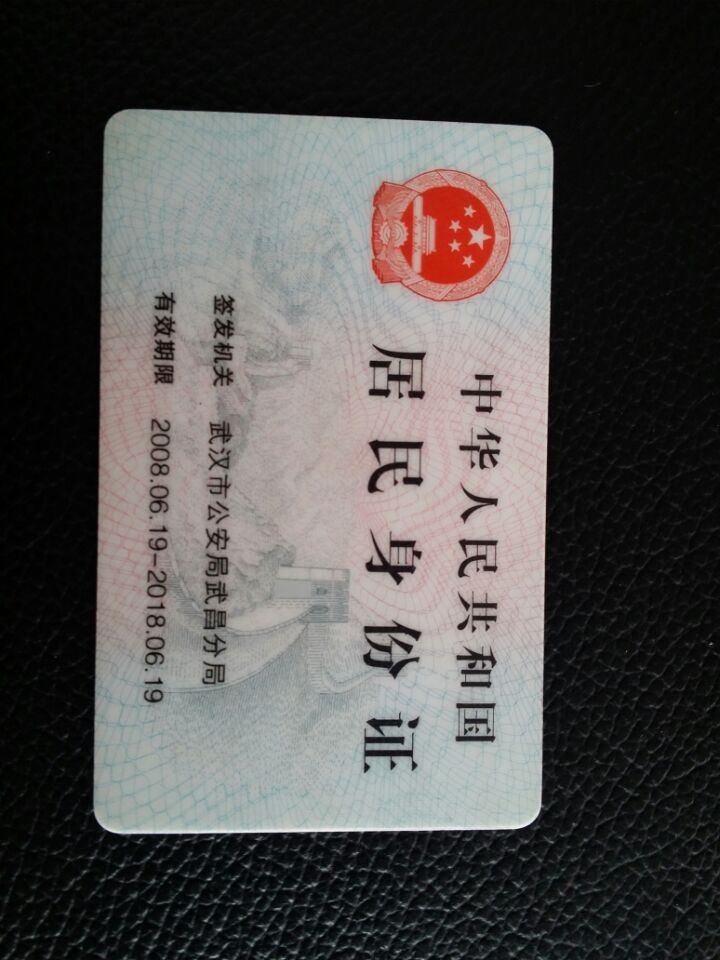 中华人民共和国
居民身份证
签发机关 武汉市公安局武昌分局
有效期限 2008.06.19-2018.06.19